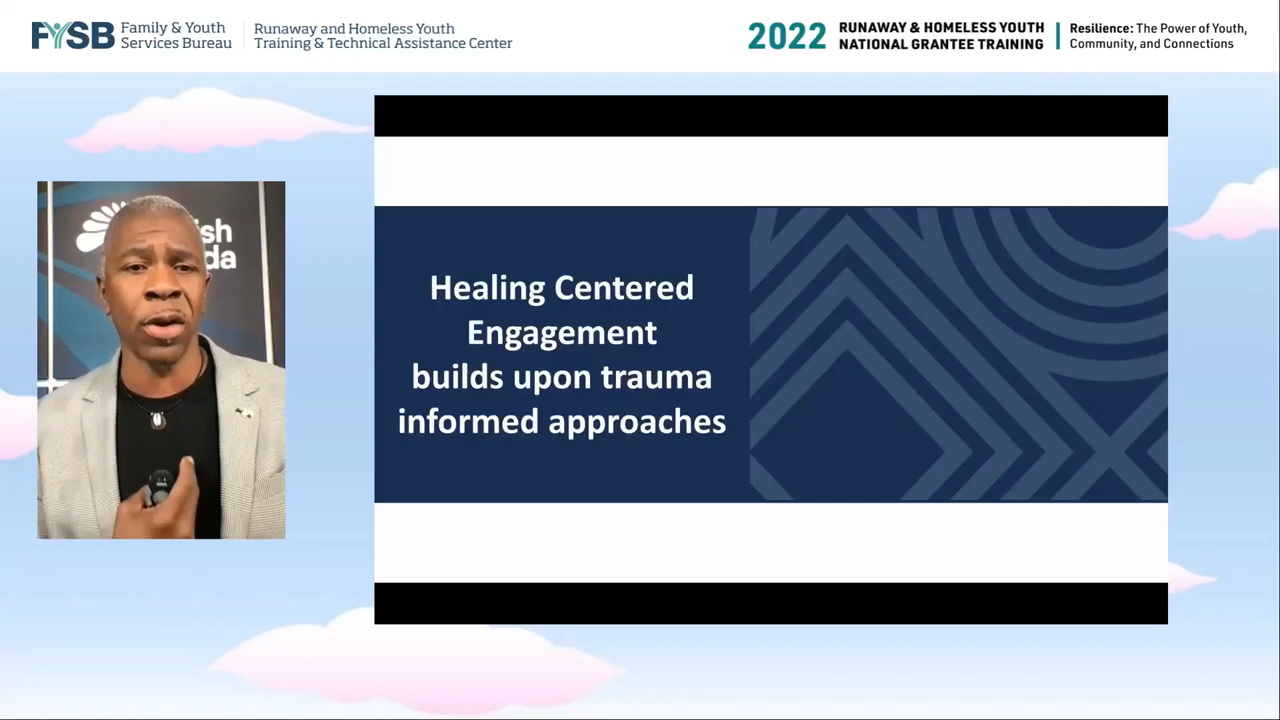 FYSB
Family & Youth
Services Bureau
Runaway and Homeless Youth
Training & Technical Assistance Center
2022
RUNAWAY & HOMELESS YOUTH
NATIONAL GRANTEE TRAINING
Resilience: The Power of Youth,
Community, and Connections
Healing Centered
Engagement
builds upon trauma
informed approaches